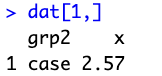 > dat[1,]
  grp2    x
1 case 2.57